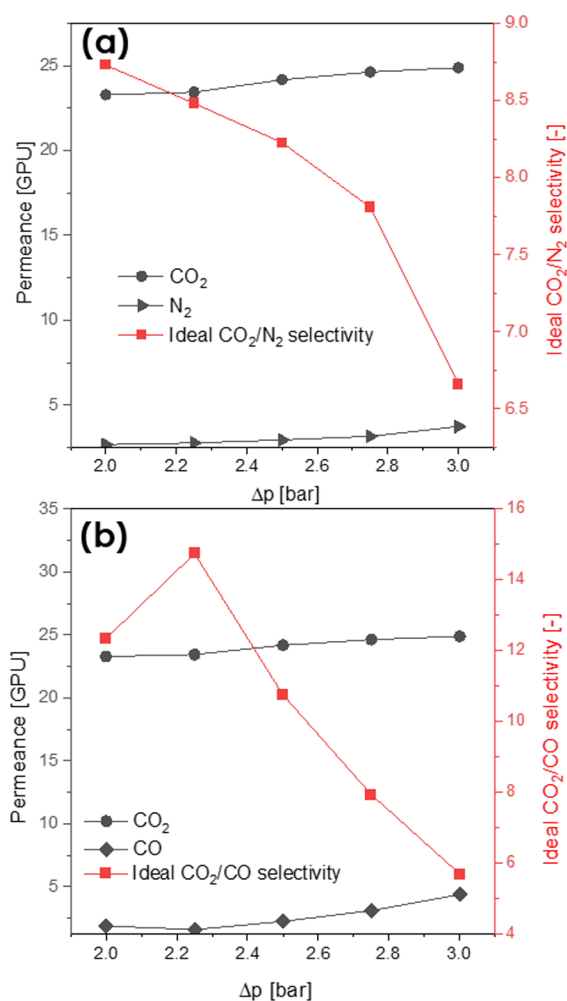 (a)
Permeance [GPU]
25
20
15
10
5
CO₂
N₂
Ideal CO₂/N₂ selectivity
9.0
8.5
8.0
7.5
7.0
6.5
Ideal CO₂/N₂ selectivity [-]
2.0 2.2 2.4 2.6 2.8 3.0
Δp [bar]
(b)
Permeance [GPU]
35
30
25
20
15
10
5
CO₂
CO
Ideal CO₂/CO selectivity
16
14
12
10
8
6
4
Ideal CO₂/CO selectivity [-]
2.0 2.2 2.4 2.6 2.8 3.0
Δp [bar]